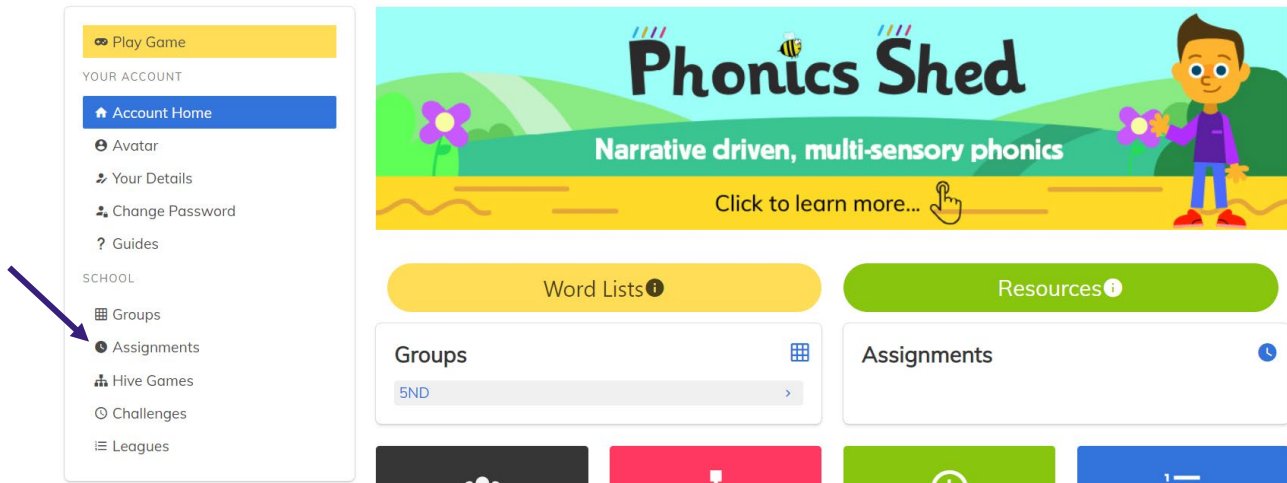 Play Game
YOUR ACCOUNT
Account Home
Avatar
Your Details
Change Password
? Guides
SCHOOL
Groups
Assignments
Hive Games
Challenges
Leagues
Phonics Shed
Narrative driven, multi-sensory phonics
Click to learn more...
Word Lists
Resources
Groups
5ND
Assignments